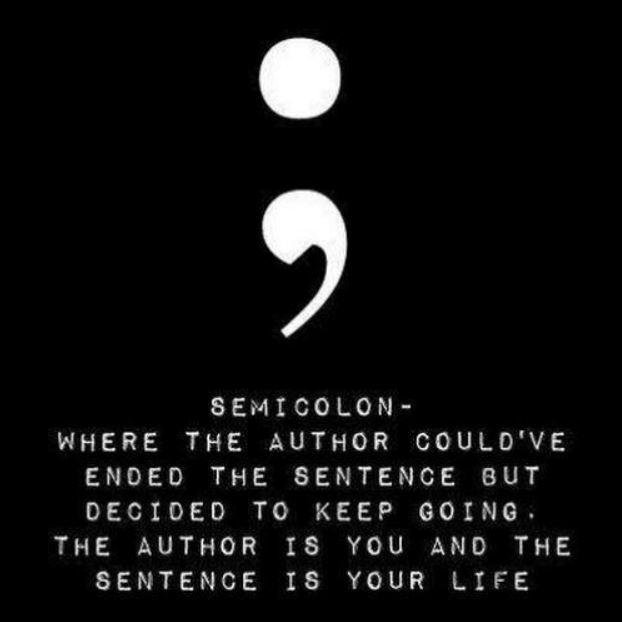 ;
SEMICOLON-
WHERE THE AUTHOR COULD'VE
ENDED THE SENTENCE BUT
DECIDED TO KEEP GOING.
THE AUTHOR IS YOU AND THE
SENTENCE IS YOUR LIFE